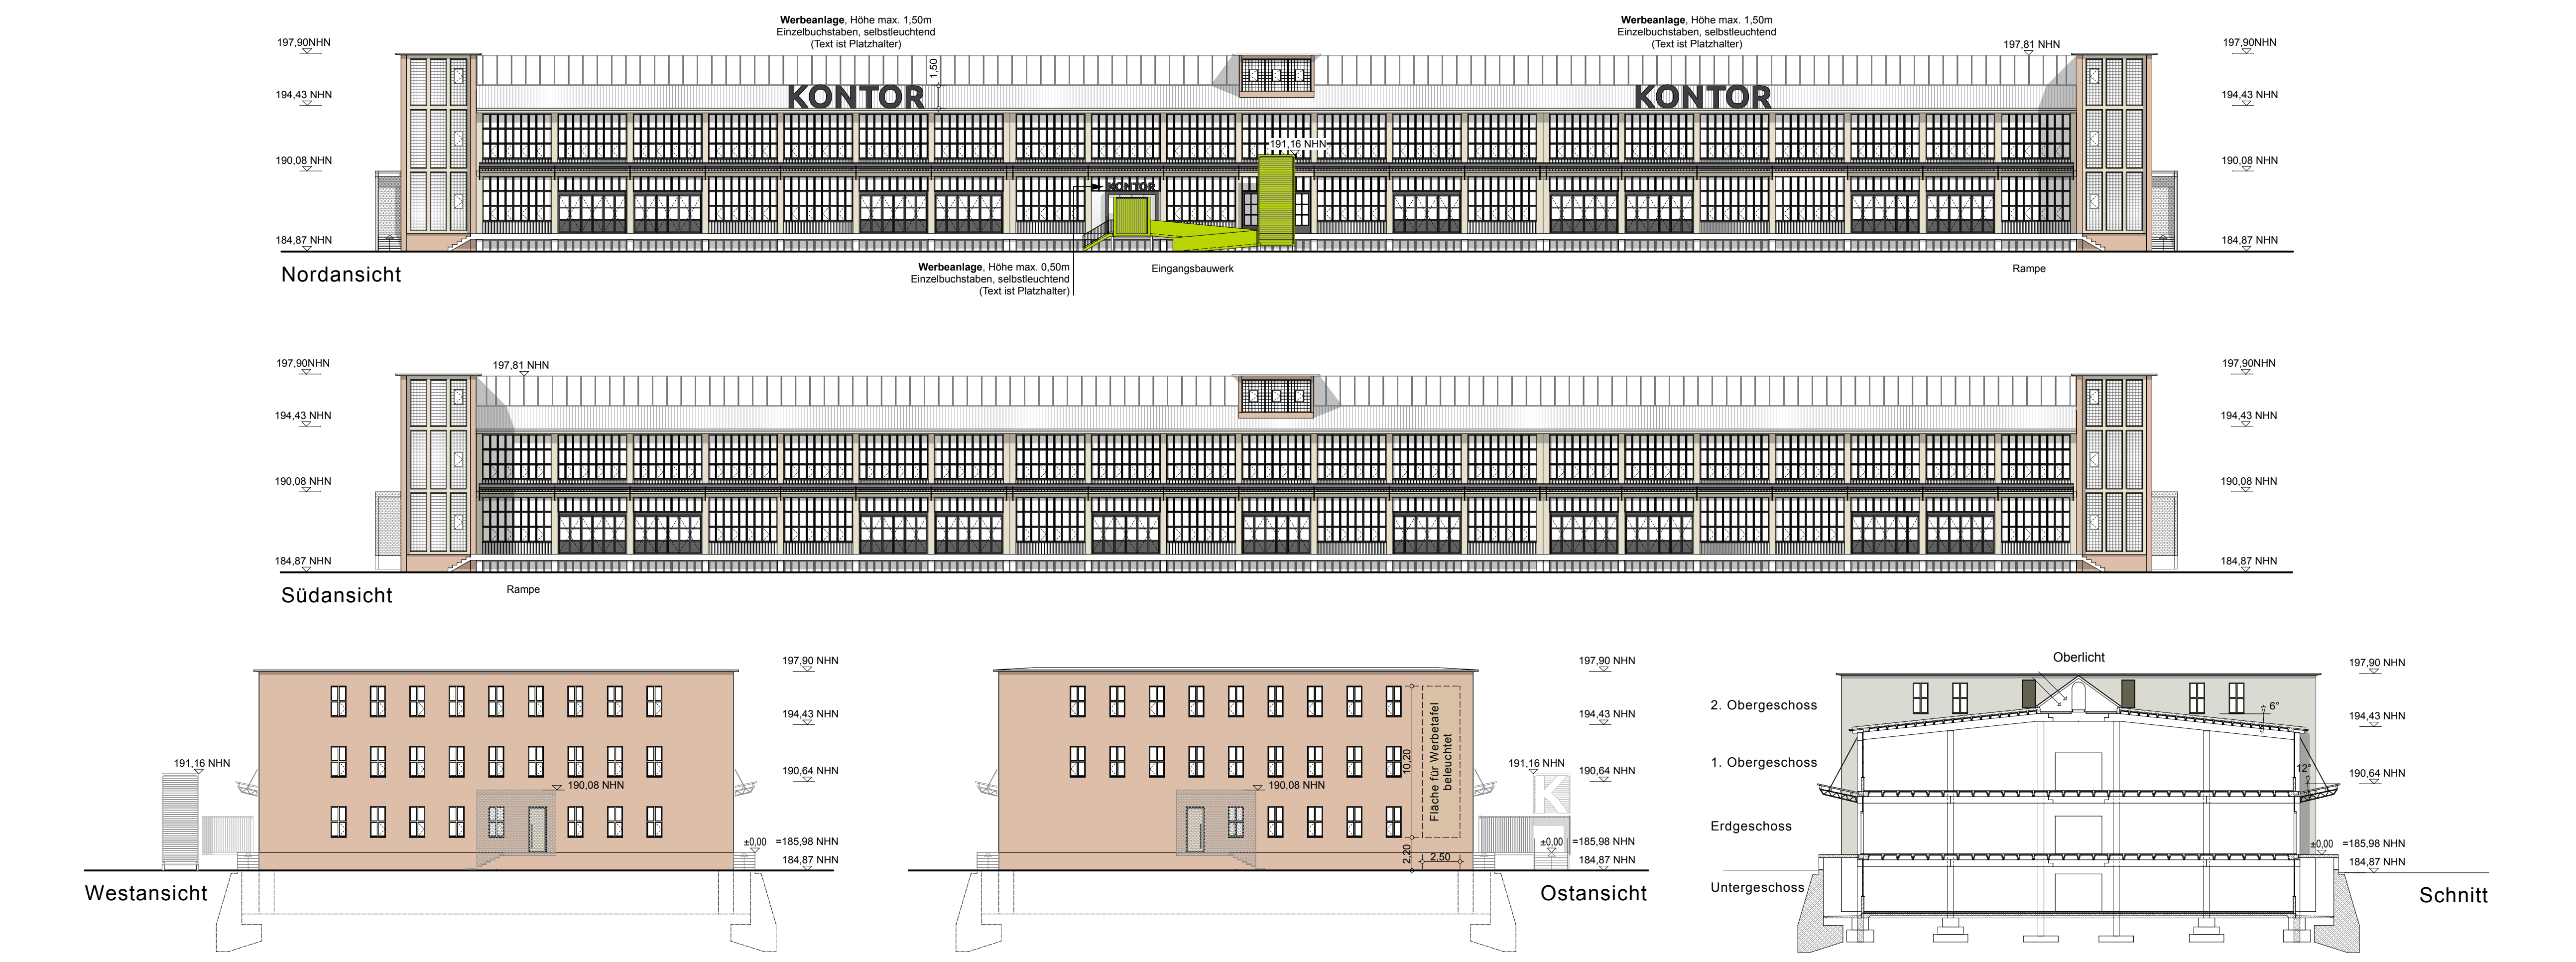 Werbeanlage, Höhe max. 1,50m
Einzelbuchstaben, selbstleuchtend
(Text ist Platzhalter)
Werbeanlage, Höhe max. 1,50m
Einzelbuchstaben, selbstleuchtend
(Text ist Platzhalter)
197,90NHN
197,81 NHN
197,90NHN
1,50
194,43 NHN
KONTOR
KONTOR
194,43 NHN
191,16 NHN
190,08 NHN
190,08 NHN
KONTOR
184,87 NHN
184,87 NHN
Nordansicht
Werbeanlage, Höhe max. 0,50m
Einzelbuchstaben, selbstleuchtend
(Text ist Platzhalter)
Eingangsbauwerk
Rampe
197,90NHN
197,81 NHN
197,90NHN
194,43 NHN
194,43 NHN
190,08 NHN
190,08 NHN
184,87 NHN
184,87 NHN
Südansicht
Rampe
197,90 NHN
194,43 NHN
191,16 NHN
190,64 NHN
190,08 NHN
±0,00 =185,98 NHN
184,87 NHN
Westansicht
197,90 NHN
194,43 NHN
Fläche für Werbetafel
beleuchtet
10,20
191,16 NHN
190,64 NHN
190,08 NHN
K
±0,00 =185,98 NHN
2,20
2,50
184,87 NHN
Ostansicht
Oberlicht
197,90 NHN
2. Obergeschoss
6°
194,43 NHN
1. Obergeschoss
12°
190,64 NHN
Erdgeschoss
±0,00 =185,98 NHN
184,87 NHN
Untergeschoss
Schnitt